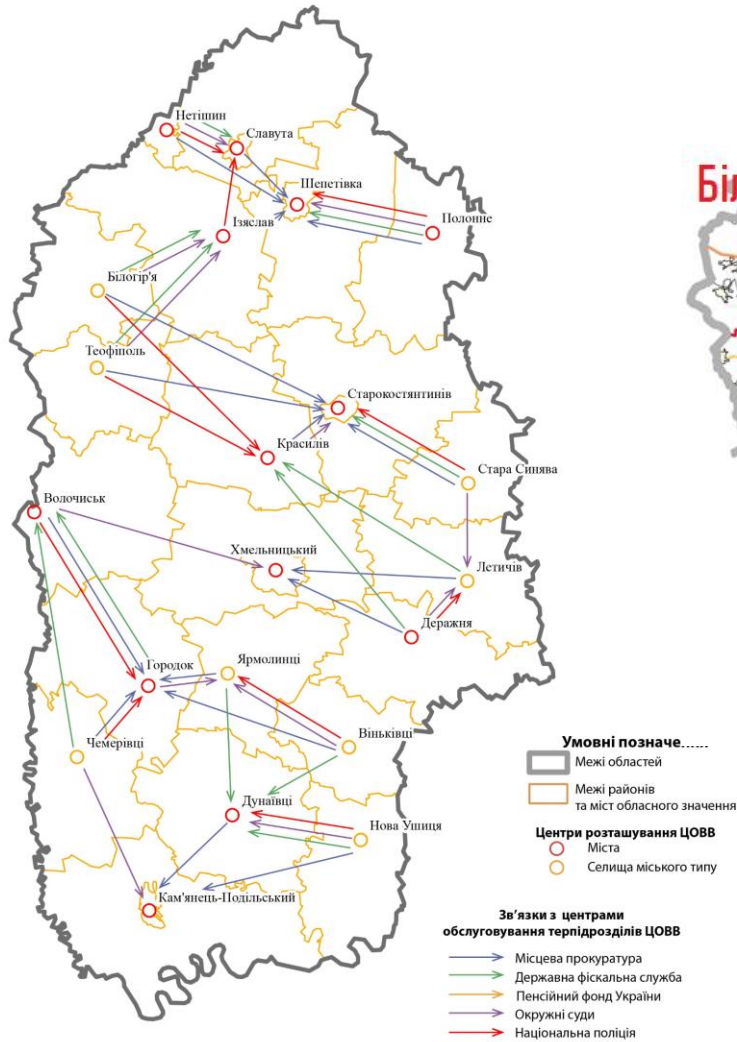 Нетішин
Славута
Шепетівка
Ізяслав
Полонне
Білогір'я
Теофіполь
Старокостянтинів
Красилів
Стара Синява
Волочиськ
Хмельницький
Летичів
Деражня
Городок
Ярмолинці
Чемерівці
Віньківці
Дунаївці
Нова Ушиця
Кам'янець-Подільський
Біл
Умовні позначе......
Межі областей
Межі районів
та міст обласного значення
Центри розташування ЦОВВ
Міста
Селища міського типу
Зв'язки з центрами
обслуговування терпідрозділів ЦОВВ
Місцева прокуратура
Державна фіскальна служба
Пенсійний фонд України
Окружні суди
Національна поліція